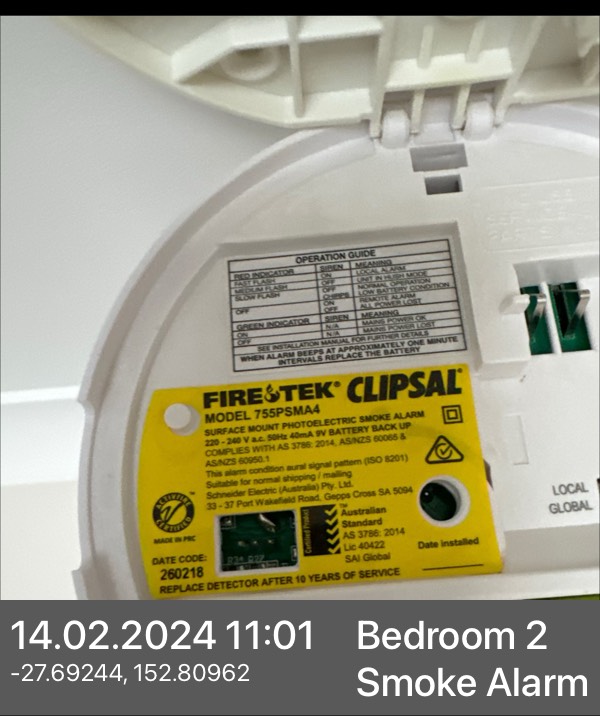 OPERATION GUIDE
RED INDICATOR SIREN MEANING
FAST FLASH ON LOCAL ALARM
MEDIUM FLASH OFF UNIT IN HUSH MODE
SLOW FLASH OFF NORMAL OPERATION
CHIRPS LOW BATTERY CONDITION
ON REMOTE ALARM
OFF OFF ALL POWER LOST
GREEN INDICATOR SIREN MEANING
ON N/A MAINS POWER OK
OFF N/A MAINS POWER LOST
SEE INSTALLATION MANUAL FOR FURTHER DETAILS
WHEN ALARM BEEPS AT APPROXIMATELY ONE MINUTE
INTERVALS REPLACE THE BATTERY
FIRETEK® CLIPSAL®
MODEL 755PSMA4
SURFACE MOUNT PHOTOELECTRIC SMOKE ALARM
220 - 240 V a.c. 50Hz 40mA 9V BATTERY BACK UP
COMPLIES WITH AS 3786: 2014, AS/NZS 60065 &
AS/NZS 60950.1
This alarm condition aural signal pattern (ISO 8201)
Suitable for normal shipping / mailing
Schneider Electric (Australia) Pty. Ltd.
33 - 37 Port Wakefield Road, Gepps Cross SA 5094
ACTIVFIRE
CERTIFIED
MADE IN PRC
Certified Product
Australian
Standard
AS 3786: 2014
Lic 40422
SAI Global
Date installed
DATE CODE:
260218
REPLACE DETECTOR AFTER 10 YEARS OF SERVICE
LOCAL
GLOBAL
14.02.2024 11:01
-27.69244, 152.80962
Bedroom 2
Smoke Alarm